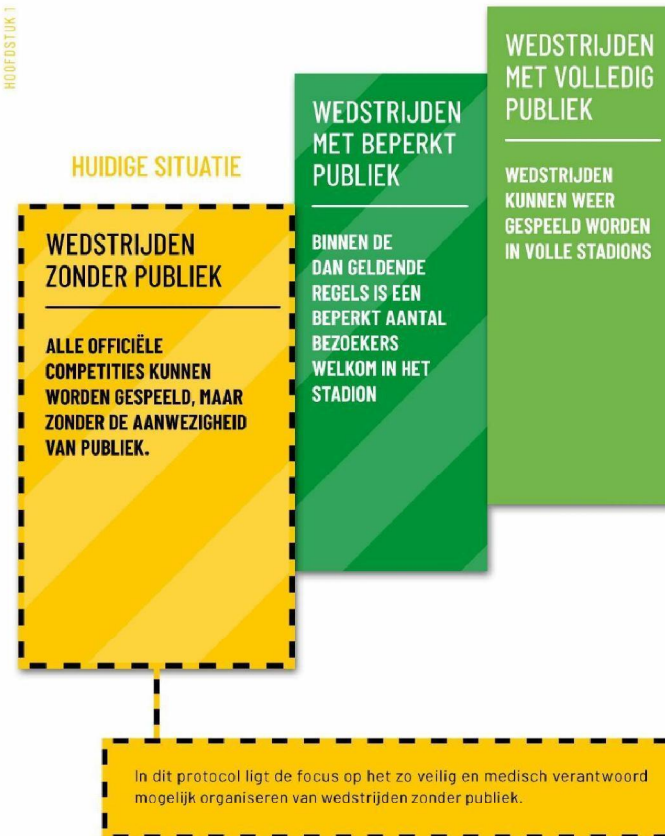 HOOFDSTUK 1
HUIDIGE SITUATIE
WEDSTRIJDEN
ZONDER PUBLIEK
ALLE OFFICIËLE
COMPETITIES KUNNEN
WORDEN GESPEELD, MAAR
ZONDER DE AANWEZIGHEID
VAN PUBLIEK.
WEDSTRIJDEN
MET BEPERKT
PUBLIEK
BINNEN DE
DAN GELDENDE
REGELS IS EEN
BEPERKT AANTAL
BEZOEKERS
WELKOM IN HET
STADION
WEDSTRIJDEN
MET VOLLEDIG
PUBLIEK
WEDSTRIJDEN
KUNNEN WEER
GESPEELD WORDEN
IN VOLLE STADIONS
In dit protocol ligt de focus op het zo veilig en medisch verantwoord
mogelijk organiseren van wedstrijden zonder publiek.